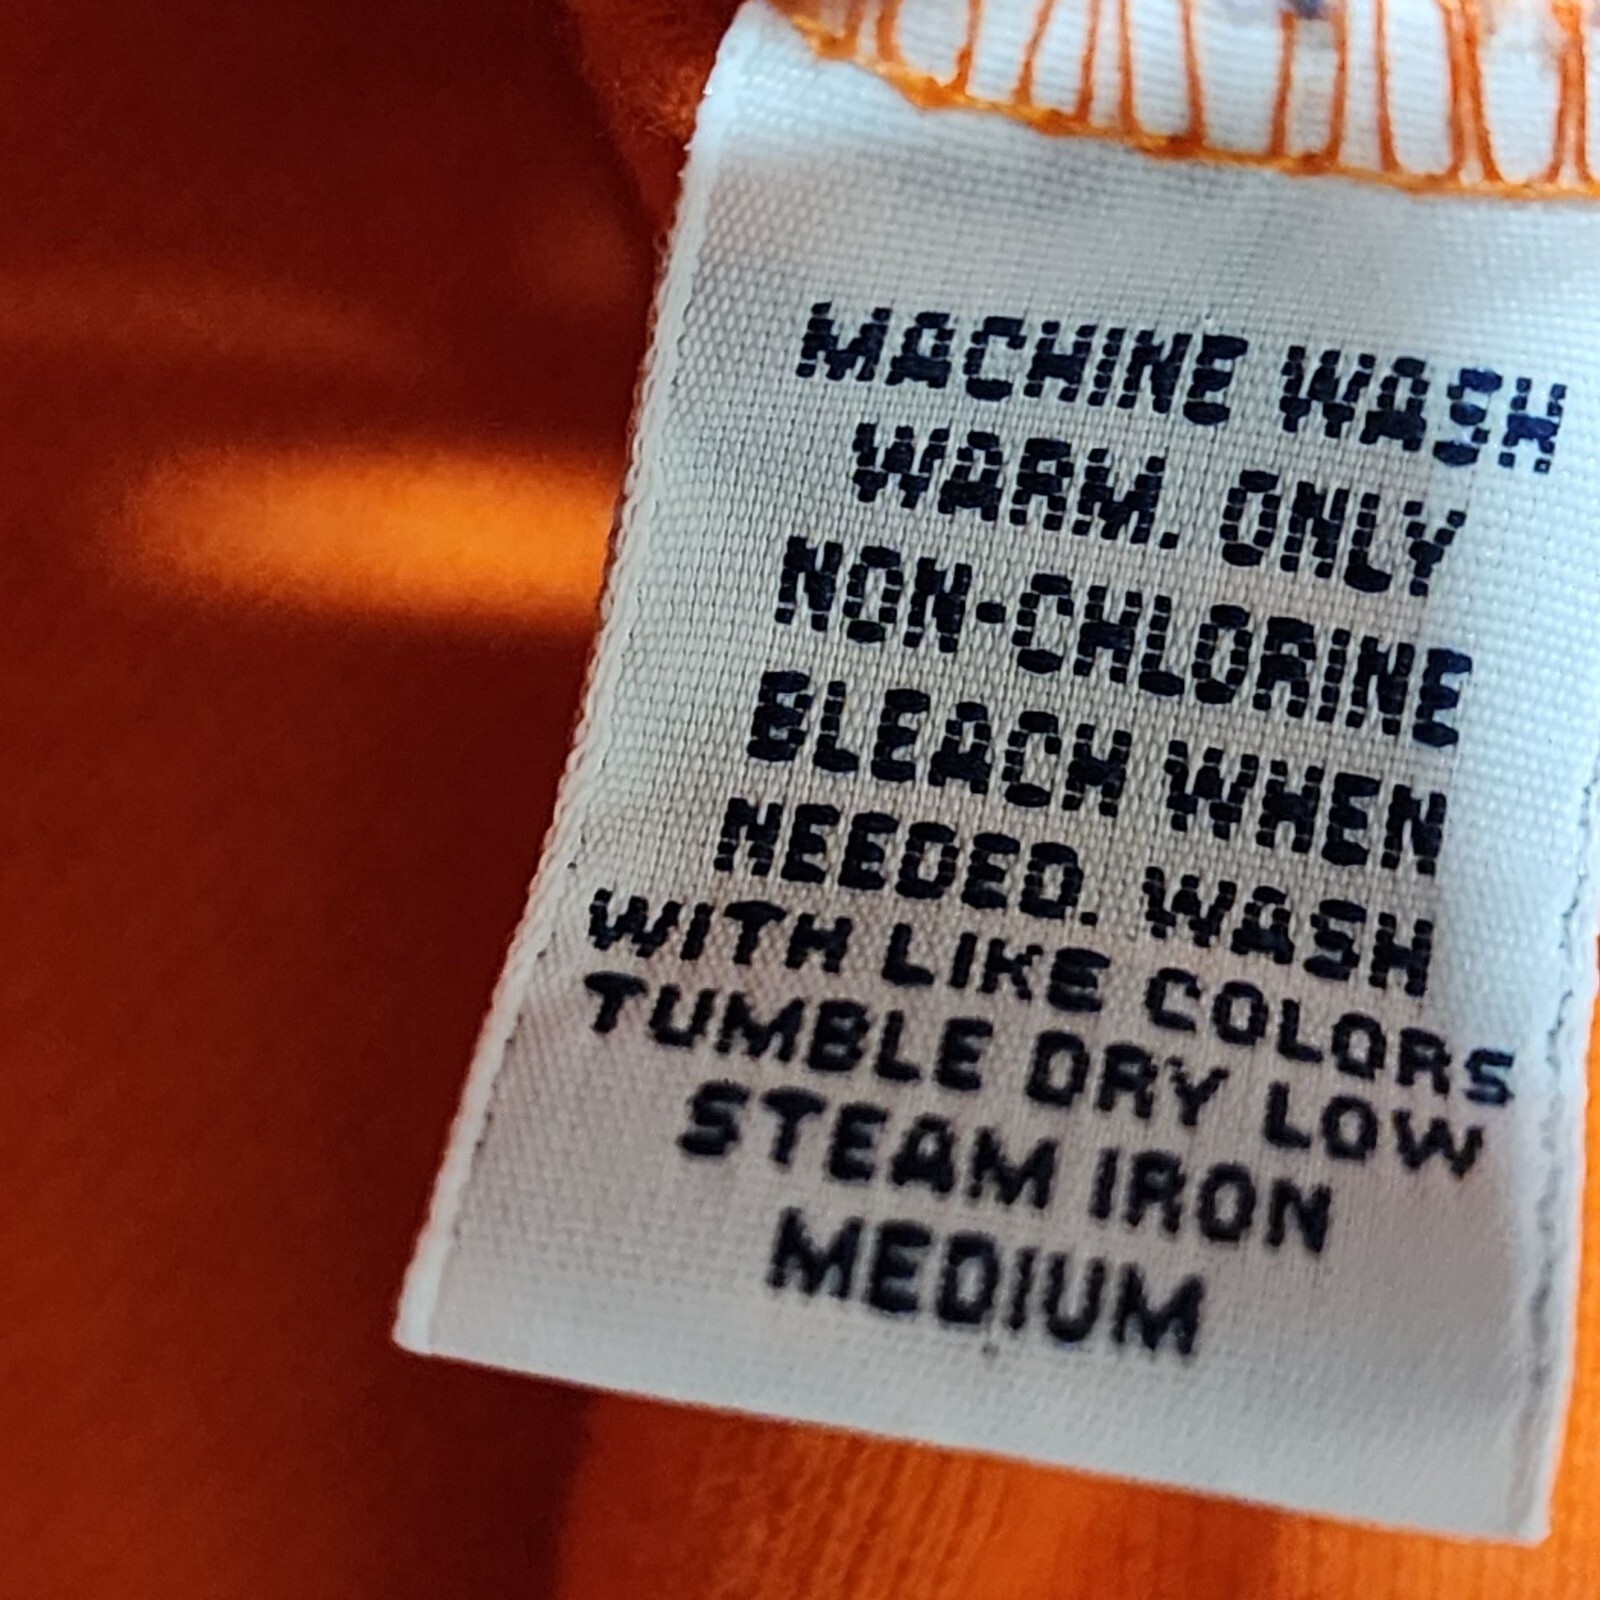 MACHINE WASH
WARM. ONLY
NON-CHLORINE
BLEACH WHEN
NEEDED. WASH
WITH LIKE COLORS
TUMBLE DRY LOW
STEAM IRON
MEDIUM